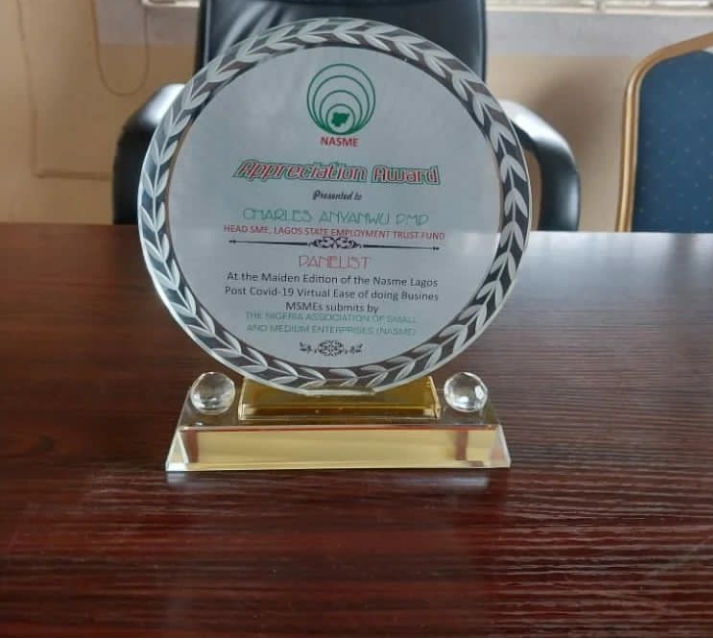 NASME
Appreciation Award
Presented to
CHARLES ANYANWU PMP
HEAD SME, LAGOS STATE EMPLOYMENT TRUST FUND
PANELIST
At the Maiden Edition of the Nasme Lagos
Post Covid-19 Virtual Ease of doing Busines
MSMEs submits by
THE NIGERIA ASSOCIATION OF SMALL
AND MEDIUM ENTERPRISES (NASME)